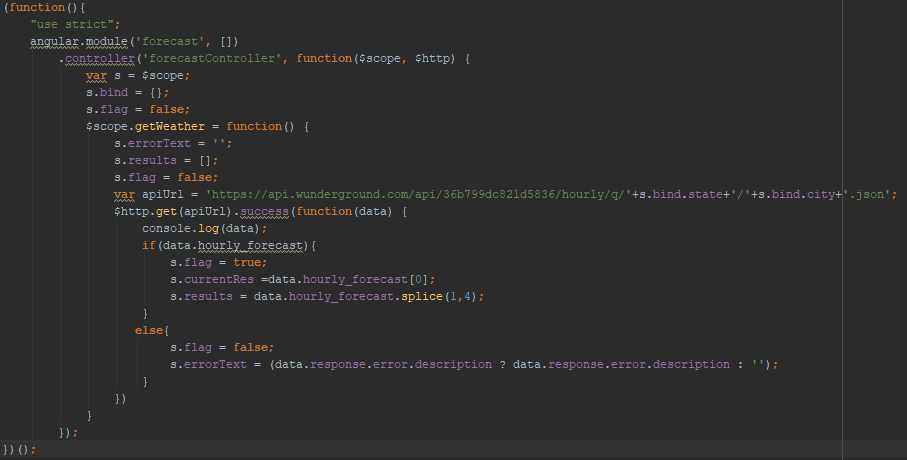 (function(){
"use strict";
angular.module('forecast', [])
.controller('forecastController', function($scope, $http) {
var s = $scope;
s.bind = {};
s.flag = false;
$scope.getWeather = function() {
s.errorText = '';
s.results = [];
s.flag = false;
var apiUrl = 'https://api.wunderground.com/api/36b799dc821d5836/hourly/q/'+s.bind.state+'/'+s.bind.city+'.json';
$http.get(apiUrl).success(function(data) {
console.log(data);
if(data.hourly_forecast){
s.flag = true;
s.currentRes =data.hourly_forecast[0];
s.results = data.hourly_forecast.splice(1,4);
}
else{
s.flag = false;
s.errorText = (data.response.error.description ? data.response.error.description : '');
}
})
}
});
})();